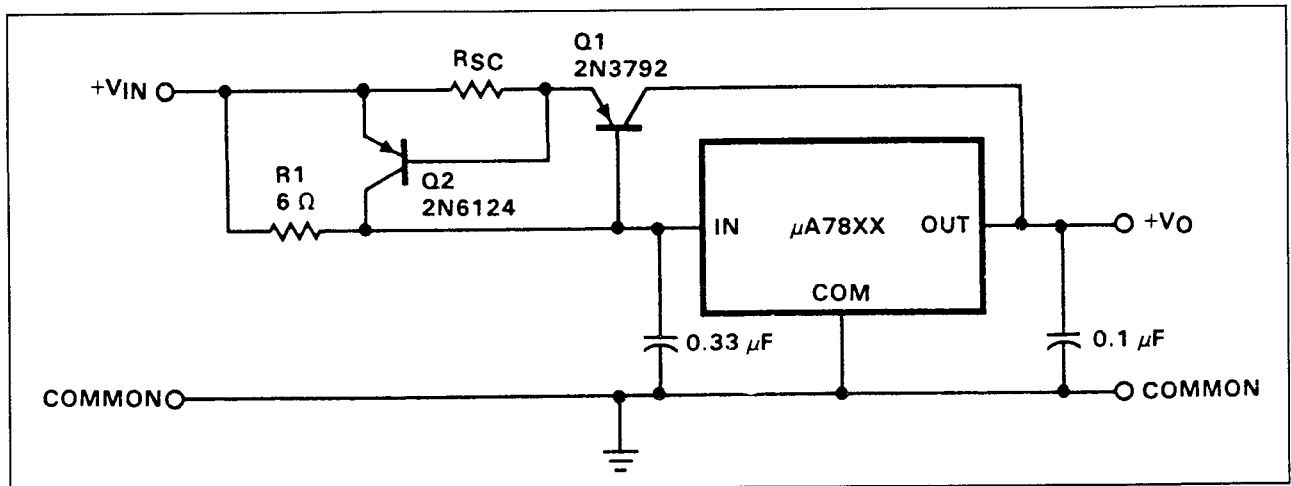 Q1
2N3792
RSC
+VIN
R1
6 Ω
Q2
2N6124
IN
μA78XX
OUT
+VO
COM
0.33 μF
0.1 μF
COMMON
COMMON